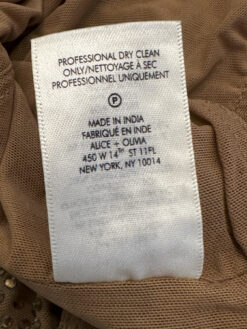 PROFESSIONAL DRY CLEAN
ONLY/NETTOYAGE À SEC
PROFESSIONNEL UNIQUEMENT
P
MADE IN INDIA
FABRIQUÉ EN INDE
ALICE + OLIVIA
450 W 14TH ST 11FL
NEW YORK, NY 10014